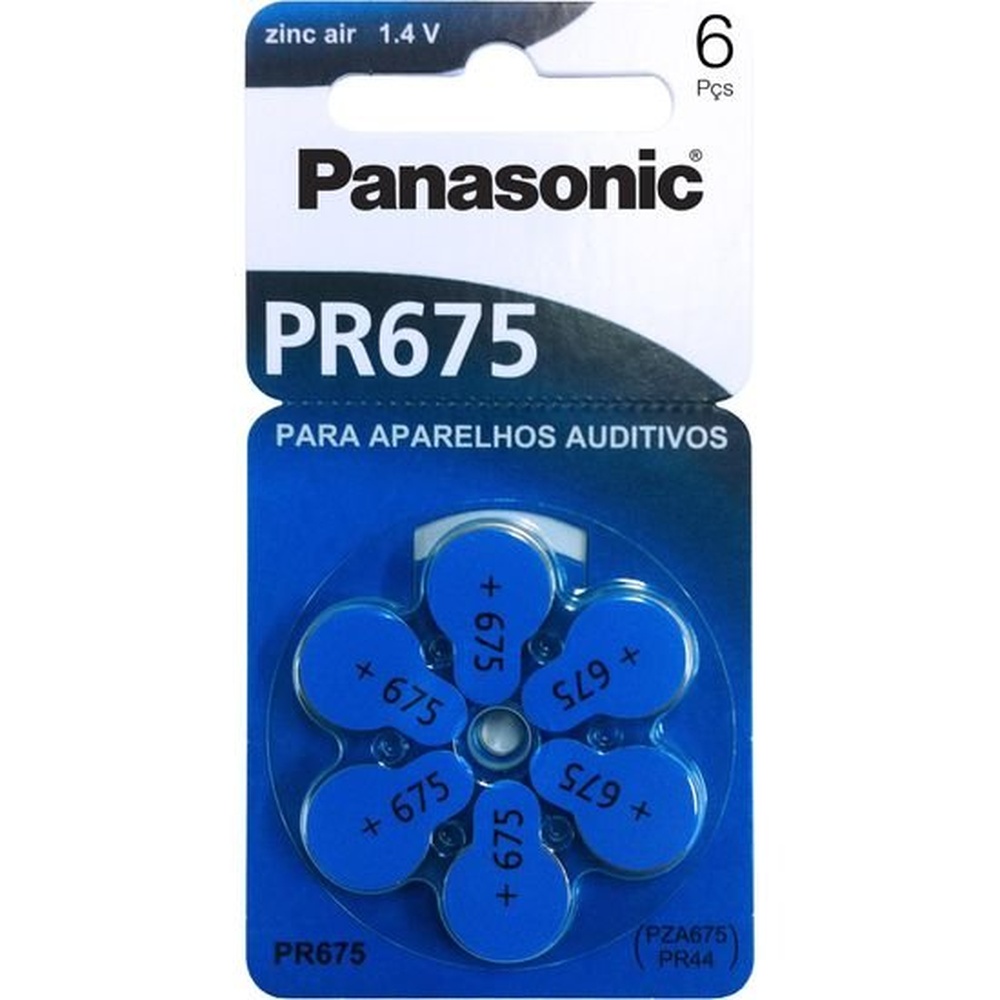 zinc air 1.4 V
6
Pçs
Panasonic®
PR675
PARA APARELHOS AUDITIVOS
+ 675
+ 675
+ 675
+ 675
+ 675
+ 675
PR675
(PZA675
PR44)